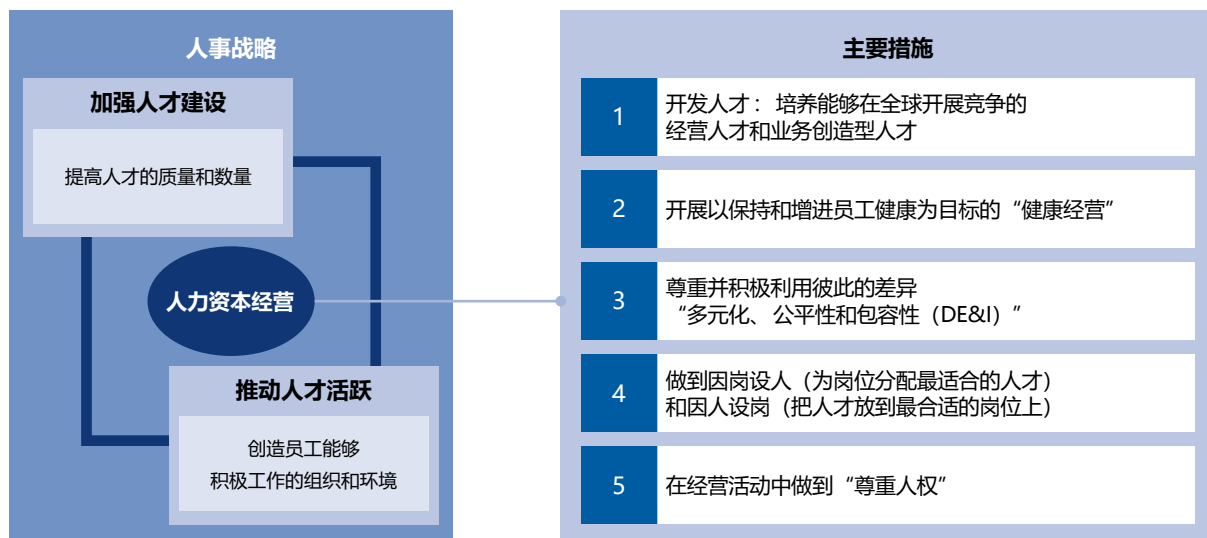 人事战略
加强人才建设
提高人才的质量和数量
人力资本经营
推动人才活跃
创造员工能够
积极工作的组织和环境
主要措施
1
开发人才： 培养能够在全球开展竞争的
经营人才和业务创造型人才
2
开展以保持和增进员工健康为目标的“健康经营”
3
尊重并积极利用彼此的差异
“多元化、公平性和包容性（DE&I）”
4
做到因岗设人（为岗位分配最适合的人才）
和因人设岗（把人才放到最合适的岗位上）
5
在经营活动中做到“尊重人权”